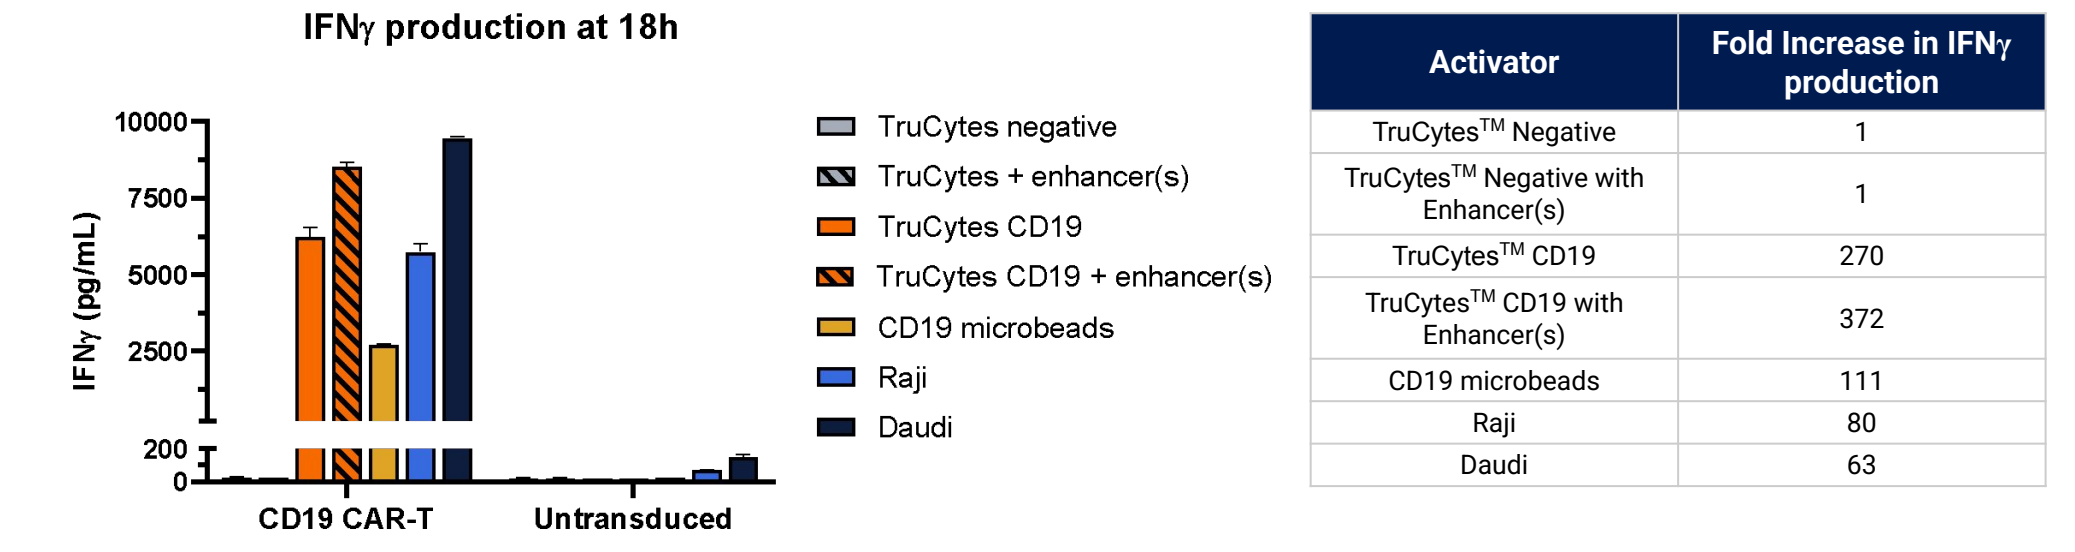 IFNγ production at 18h
IFNγ (pg/mL)
10000
7500
5000
2500
200
0
CD19 CAR-T
Untransduced
TruCytes negative
TruCytes + enhancer(s)
TruCytes CD19
TruCytes CD19 + enhancer(s)
CD19 microbeads
Raji
Daudi
Activator
Fold Increase in IFNγ
production
TruCytes™ Negative
1
TruCytes™ Negative with
Enhancer(s)
1
TruCytes™ CD19
270
TruCytes™ CD19 with
Enhancer(s)
372
CD19 microbeads
111
Raji
80
Daudi
63